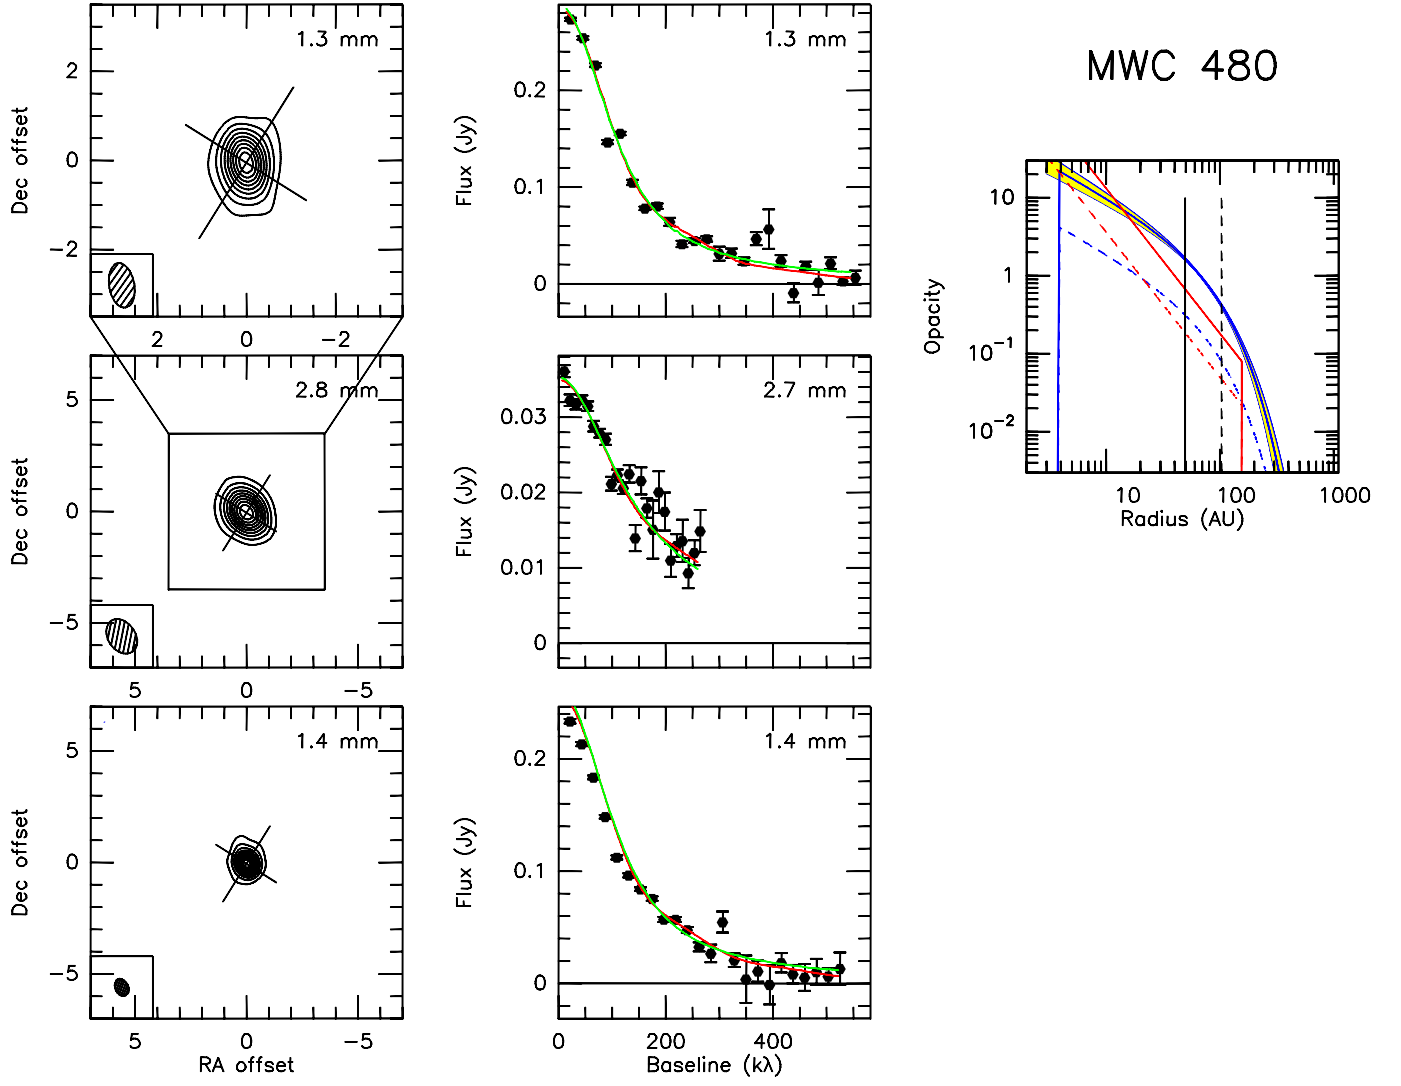 1.3 mm
2
0
−2
Dec offset
2 0 −2
1.3 mm
0.2
0.1
0
Flux (Jy)
MWC 480
2.8 mm
5
0
−5
Dec offset
5 0 −5
2.7 mm
0.03
0.02
0.01
0
Flux (Jy)
10
1
10⁻¹
10⁻²
Opacity
10 100 1000
Radius (AU)
1.4 mm
5
0
−5
Dec offset
5 0 −5
RA offset
1.4 mm
0.2
0.1
0
Flux (Jy)
0 200 400
Baseline (kλ)